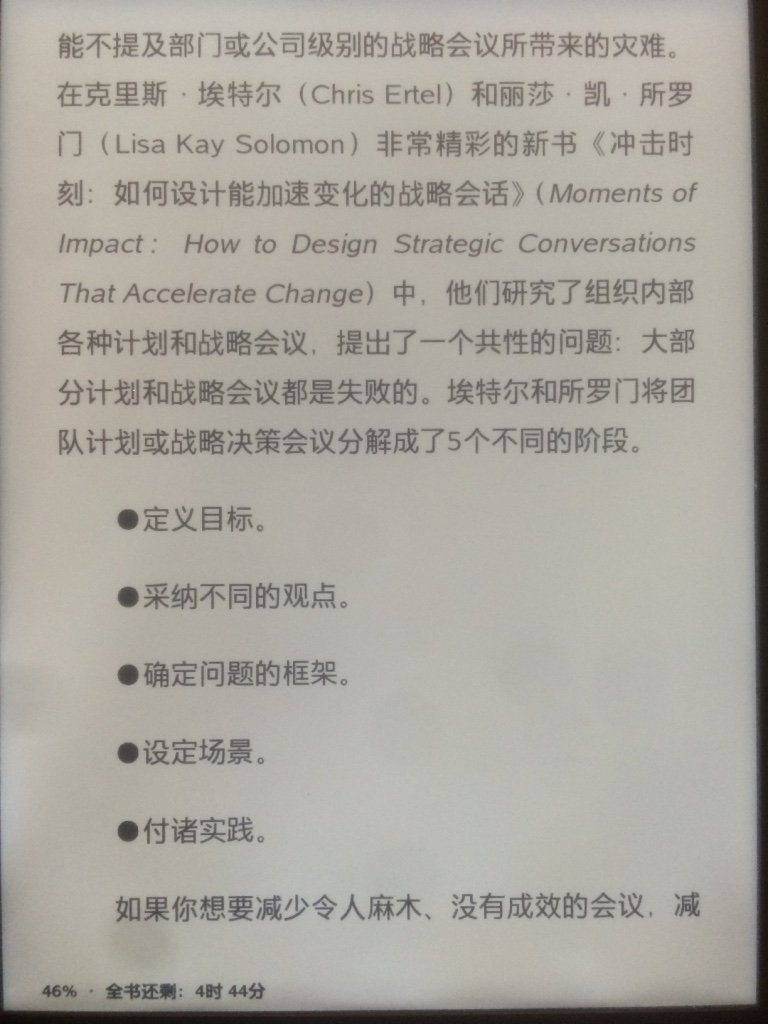 能不提及部门或公司级别的战略会议所带来的灾难。
在克里斯·埃特尔（Chris Ertel）和丽莎·凯·所罗
门（Lisa Kay Solomon）非常精彩的新书《冲击时
刻：如何设计能加速变化的战略会话》（Moments of
Impact： How to Design Strategic Conversations
That Accelerate Change）中，他们研究了组织内部
各种计划和战略会议，提出了一个共性的问题：大部
分计划和战略会议都是失败的。埃特尔和所罗门将团
队计划或战略决策会议分解成了5个不同的阶段。
●定义目标。
●采纳不同的观点。
●确定问题的框架。
●设定场景。
●付诸实践。
如果你想要减少令人麻木、没有成效的会议，减
46% · 全书还剩：4时 44分